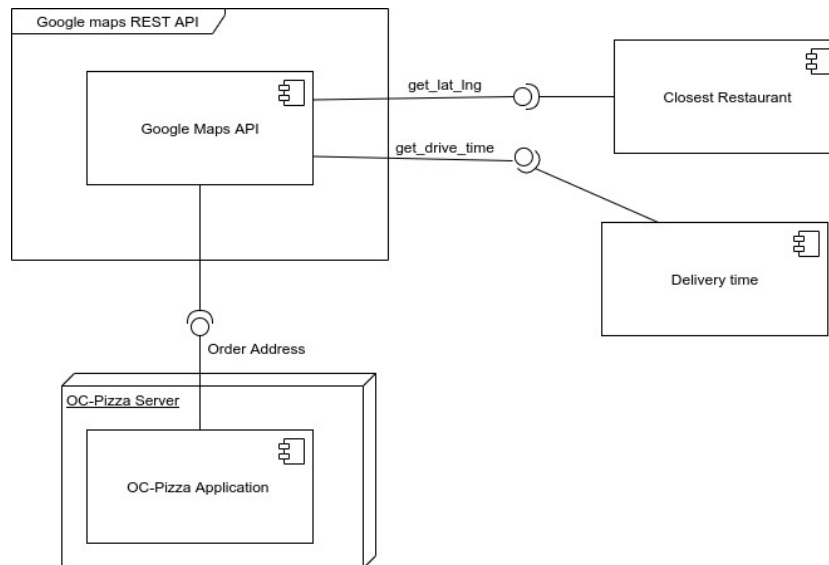 Google maps REST API
Google Maps API
get_lat_lng
Closest Restaurant
get_drive_time
Delivery time
Order Address
OC-Pizza Server
OC-Pizza Application